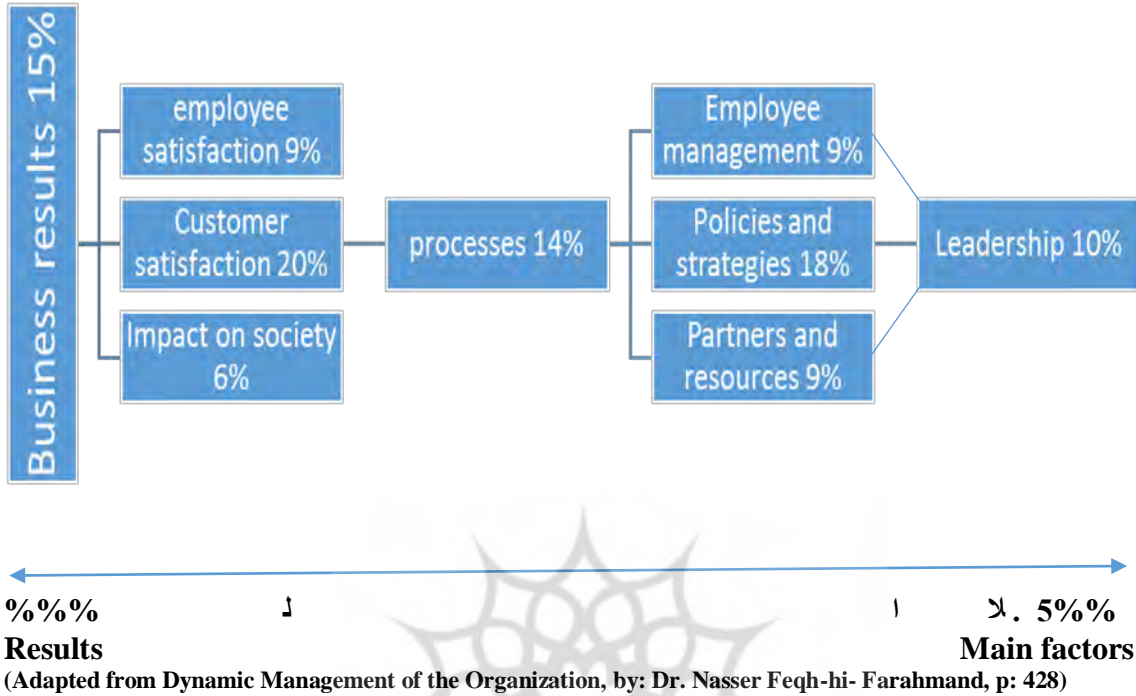 Business results 15%
employee
satisfaction 9%
Customer
satisfaction 20%
Impact on society
6%
processes 14%
Employee
management 9%
Policies and
strategies 18%
Partners and
resources 9%
Leadership 10%
%%% ﻟ ا ﻻ . 5%%
Results Main factors
(Adapted from Dynamic Management of the Organization, by: Dr. Nasser Feqh-hi- Farahmand, p: 428)